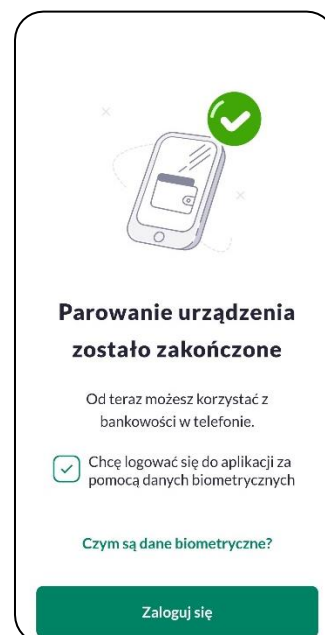 Parowanie urządzenia
zostało zakończone
Od teraz możesz korzystać z
bankowości w telefonie.
Chcę logować się do aplikacji za
pomocą danych biometrycznych
Czym są dane biometryczne?
Zaloguj się